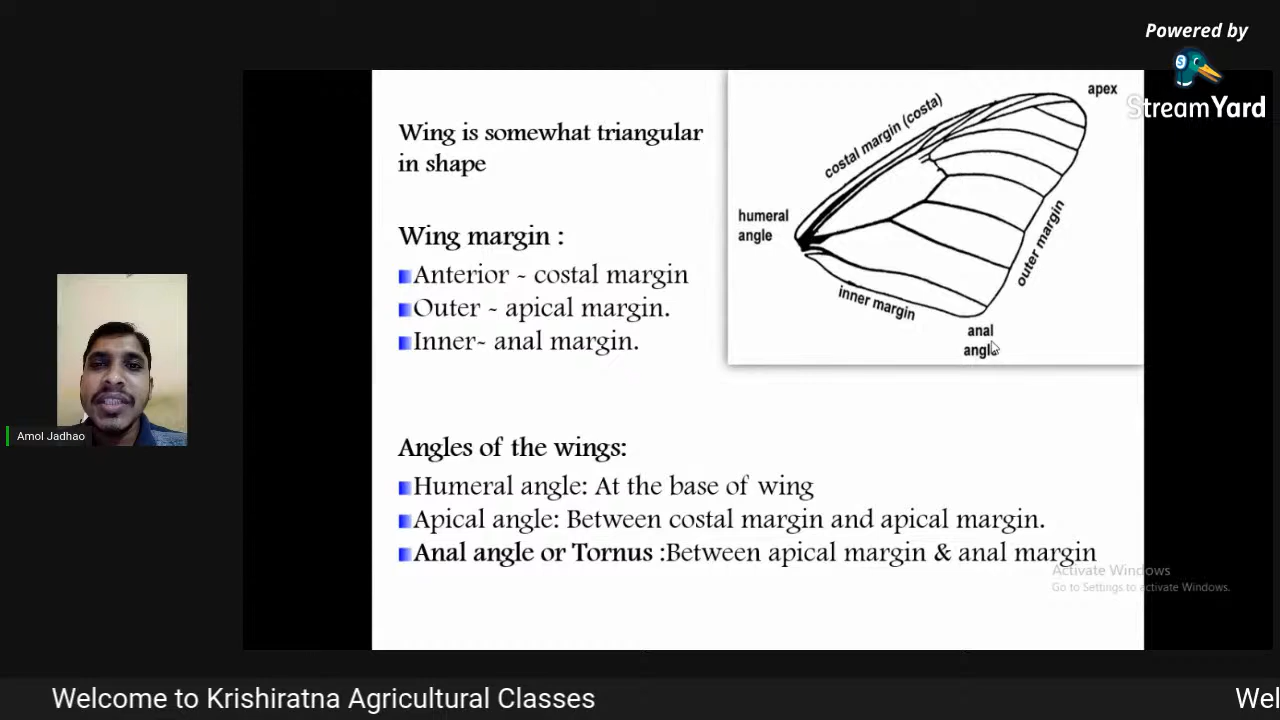 Powered by
StreamYard
Wing is somewhat triangular
in shape
Wing margin :
Anterior - costal margin
Outer - apical margin.
Inner- anal margin.
apex
costal margin (costa)
humeral
angle
outer margin
inner margin
anal
angle
Angles of the wings:
Humeral angle: At the base of wing
Apical angle: Between costal margin and apical margin.
Anal angle or Tornus :Between apical margin & anal margin
Activate Windows
Go to Settings to activate Windows.
Amol Jadhao
Welcome to Krishiratna Agricultural Classes
Wel